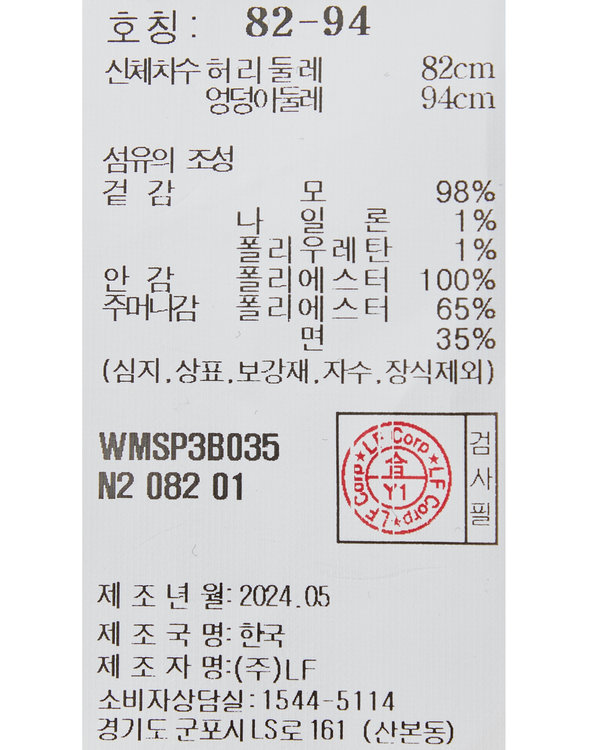 호칭: 82-94
신체치수 허리둘레 82cm
엉덩이둘레 94cm
섬유의 조성
겉감 모 98%
나일론 1%
폴리우레탄 1%
안감 폴리에스터 100%
주머니감 폴리에스터 65%
면 35%
(심지,상표,보강재,자수,장식제외)
WMSP3B035
N2 082 01
LF Corp ★ LF Corp ★ LF Corp ★
合
Y1
검사필
제조년월: 2024.05
제조국명: 한국
제조자명:(주)LF
소비자상담실:1544-5114
경기도 군포시 LS로 161 (산본동)